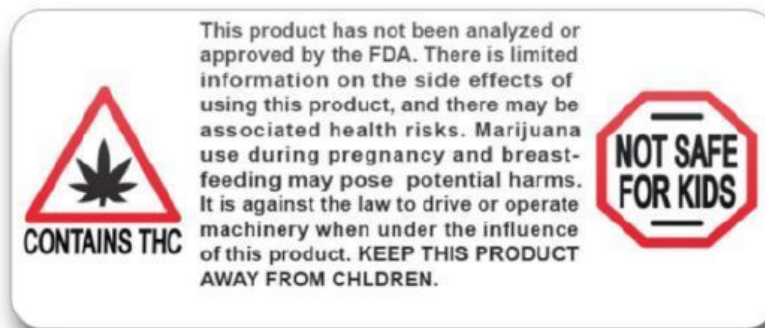 This product has not been analyzed or
approved by the FDA. There is limited
information on the side effects of
using this product, and there may be
associated health risks. Marijuana
use during pregnancy and breast-
feeding may pose potential harms.
It is against the law to drive or operate
machinery when under the influence
of this product. KEEP THIS PRODUCT
AWAY FROM CHLDREN.
CONTAINS THC
NOT SAFE
FOR KIDS